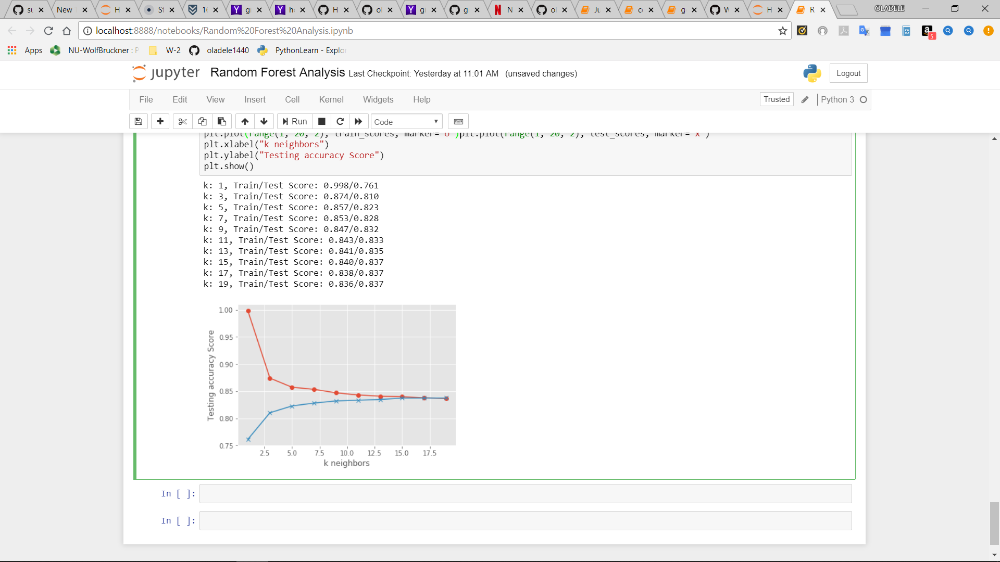 su New H St 16 gi ho H ol gi gi N ol Ju ce g W H R OLADELE
localhost:8888/notebooks/Random%20Forest%20Analysis.ipynb
5
Apps NU-WolfBruckner : P W-2 oladele1440 PythonLearn - Explo
jupyter Random Forest Analysis Last Checkpoint: Yesterday at 11:01 AM (unsaved changes) Logout
File Edit View Insert Cell Kernel Widgets Help Trusted Python 3
Run Code
plt.plot(range(1, 20, 2), train_scores, marker='o')plt.plot(range(1, 20, 2), test_scores, marker='x')
plt.xlabel("k neighbors")
plt.ylabel("Testing accuracy Score")
plt.show()
k: 1, Train/Test Score: 0.998/0.761
k: 3, Train/Test Score: 0.874/0.810
k: 5, Train/Test Score: 0.857/0.823
k: 7, Train/Test Score: 0.853/0.828
k: 9, Train/Test Score: 0.847/0.832
k: 11, Train/Test Score: 0.843/0.833
k: 13, Train/Test Score: 0.841/0.835
k: 15, Train/Test Score: 0.840/0.837
k: 17, Train/Test Score: 0.838/0.837
k: 19, Train/Test Score: 0.836/0.837
Testing accuracy Score
1.00
0.95
0.90
0.85
0.80
0.75
2.5 5.0 7.5 10.0 12.5 15.0 17.5
k neighbors
In [ ]:
In [ ]: